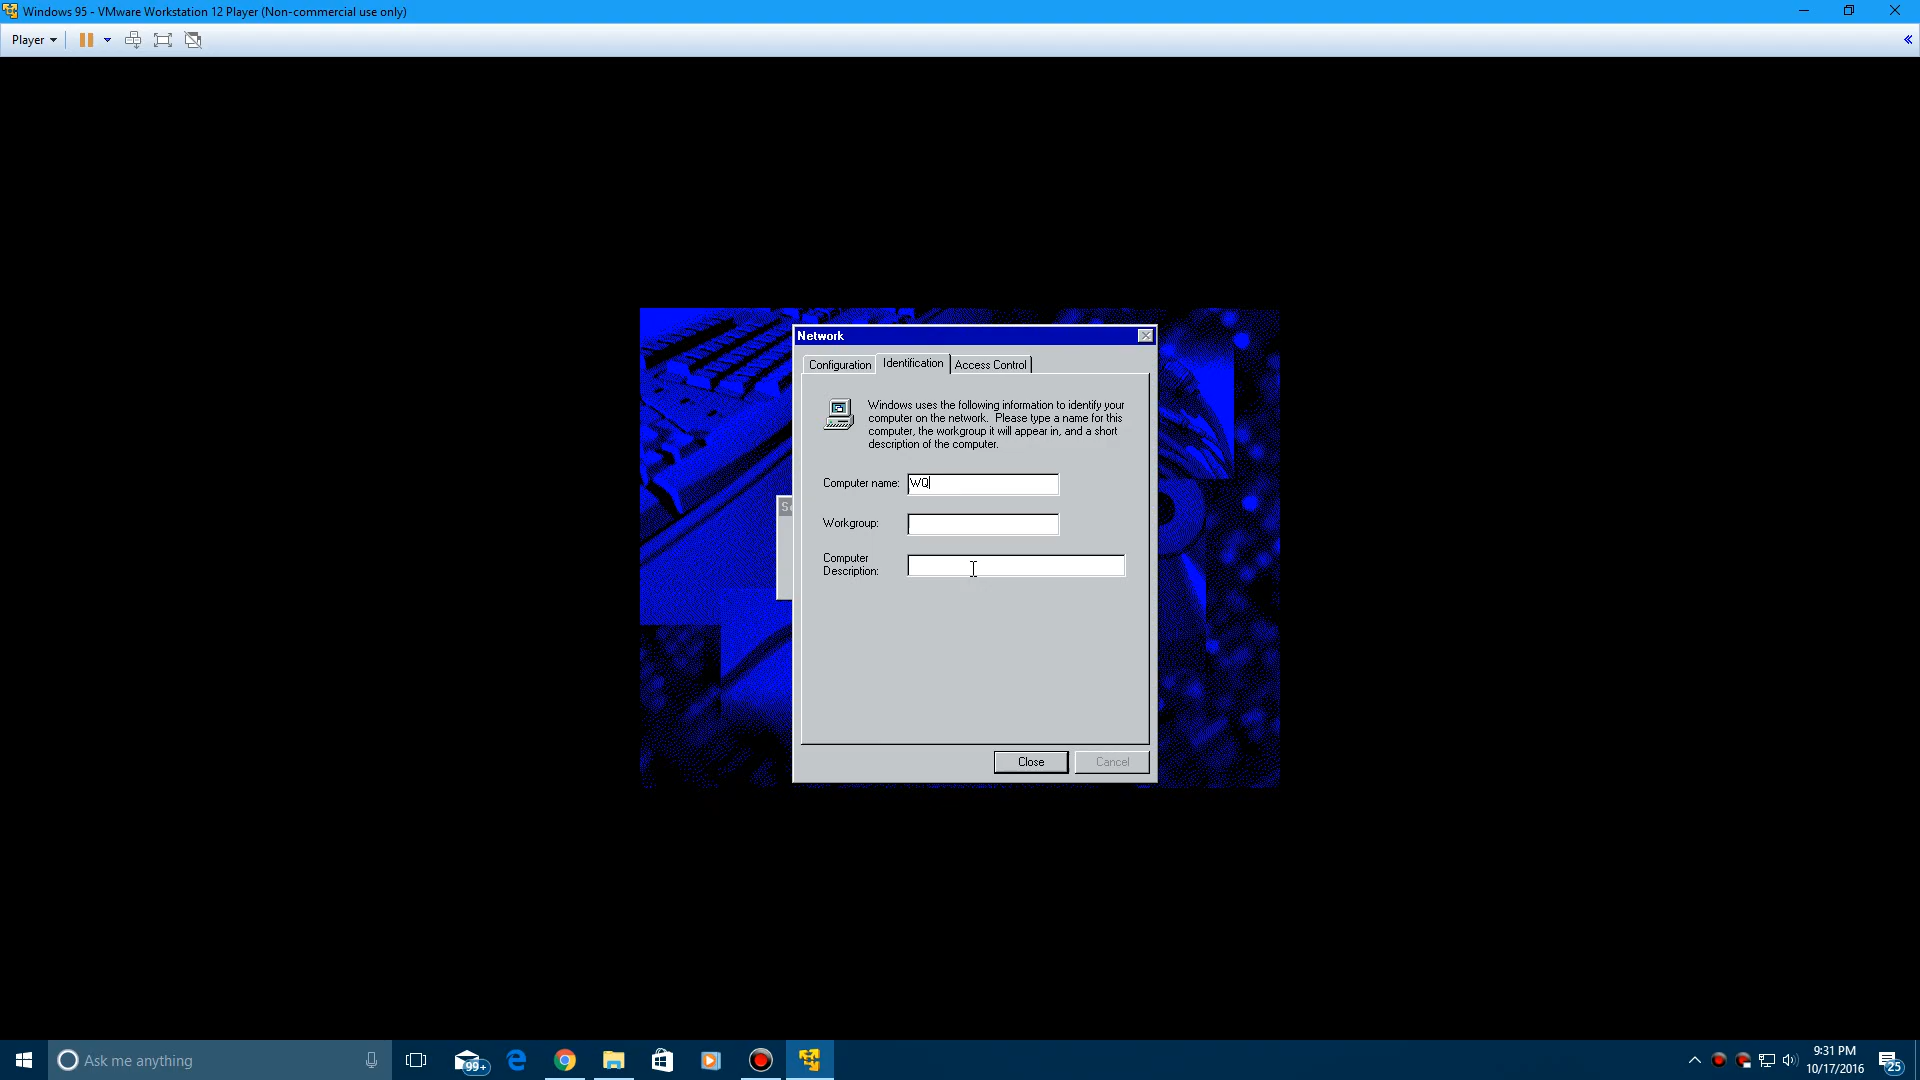 Windows 95 - VMware Workstation 12 Player (Non-commercial use only)
Player
Network
Configuration
Identification
Access Control
Windows uses the following information to identify your
computer on the network.  Please type a name for this
computer, the workgroup it will appear in, and a short
description of the computer.
Computer name:
WQ
Workgroup:
Computer
Description:
Close
Cancel
Ask me anything
99+
9:31 PM
10/17/2016
25